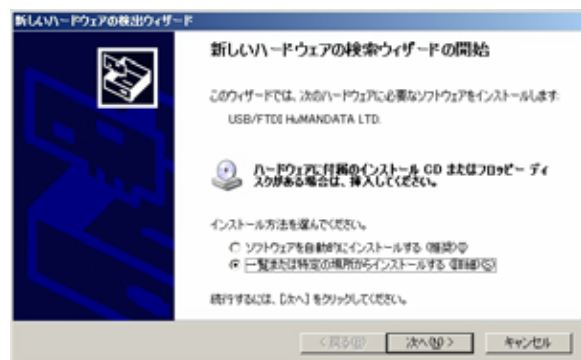 新しいハードウェアの検出ウィザード
新しいハードウェアの検索ウィザードの開始
このウィザードでは、次のハードウェアに必要なソフトウェアをインストールします:
USB/FTDI HuMANDATA LTD.
ハードウェアに付属のインストール CD またはフロッピー ディ
スクがある場合は、挿入してください。
インストール方法を選んでください。
ソフトウェアを自動的にインストールする (推奨)(I)
一覧または特定の場所からインストールする (詳細)(S)
続行するには、[次へ] をクリックしてください。
< 戻る(B)
次へ(N) >
キャンセル